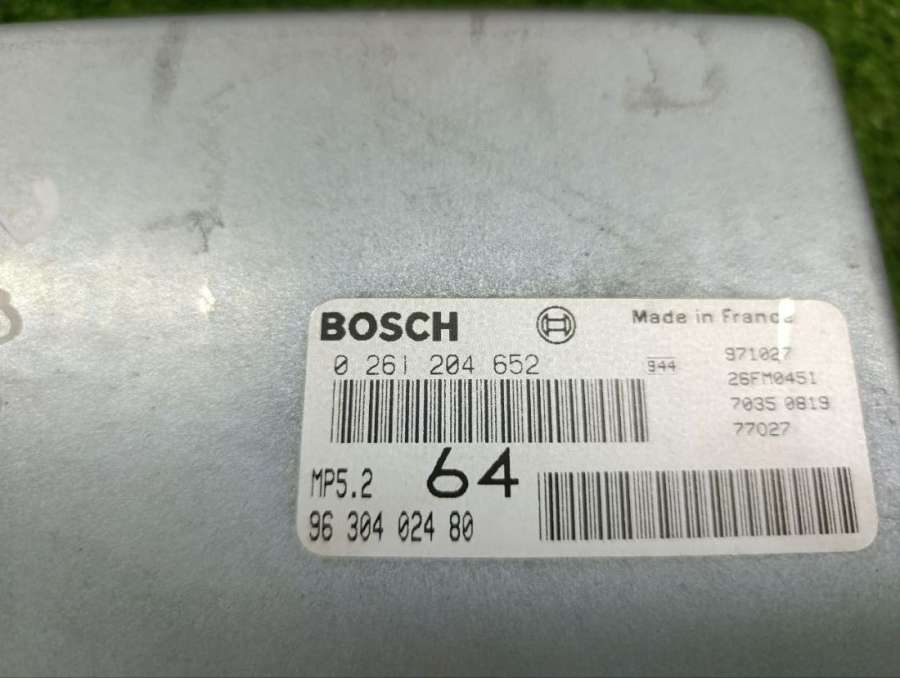 BOSCH
Made in France
0 261 204 652
944
971027
26FM0451
7035 0819
77027
MP5.2
64
96 304 024 80